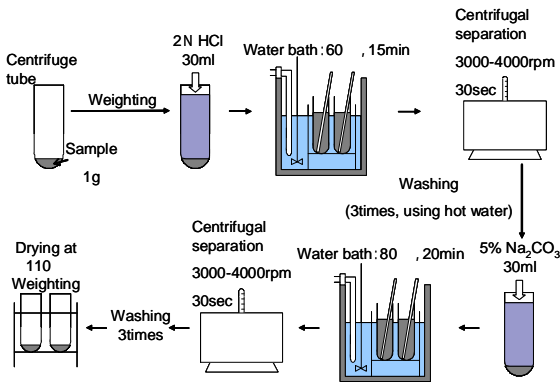 Centrifuge
tube
Weighting
Sample
1g
2N HCl
30ml
Water bath：60　, 15min
Centrifugal
separation
3000-4000rpm
30sec
Washing
(3times, using hot water)
5% Na₂CO₃
30ml
Water bath：80　, 20min
Centrifugal
separation
3000-4000rpm
30sec
Washing
3times
Drying at
110
Weighting